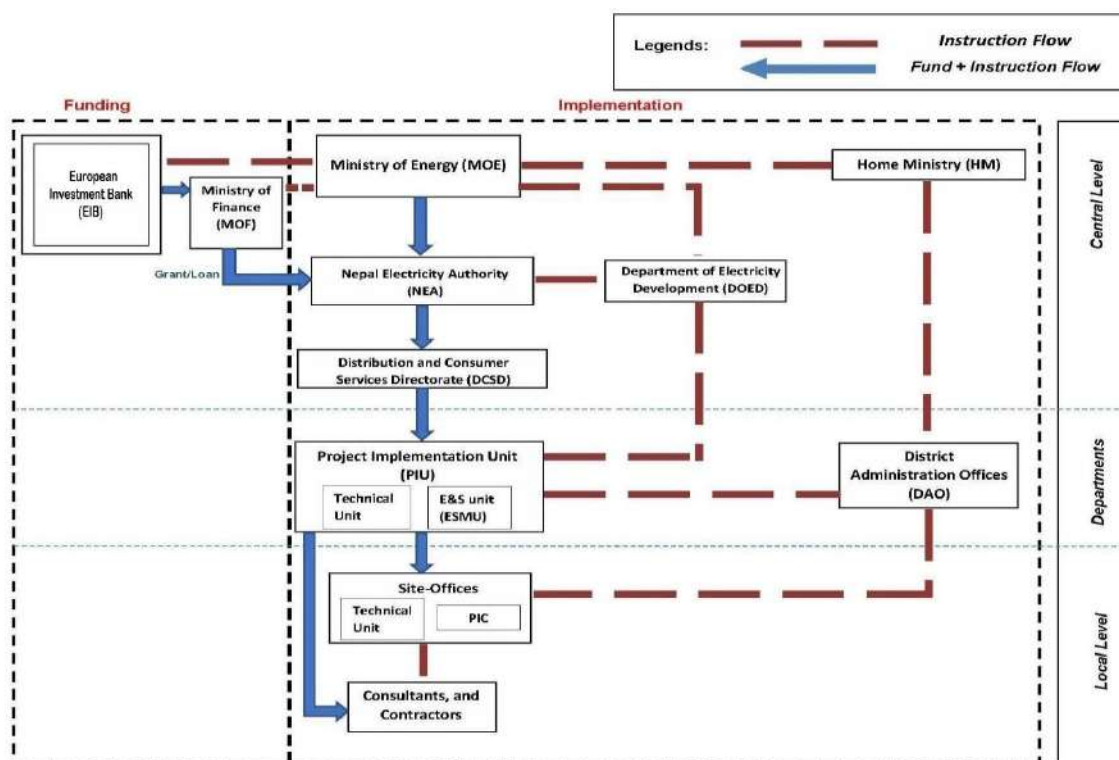 Legends:
Instruction Flow
Fund + Instruction Flow
Funding
Implementation
European
Investment Bank
(EIB)
Ministry of
Finance
(MOF)
Grant/Loan
Ministry of Energy (MOE)
Home Ministry (HM)
Nepal Electricity Authority
(NEA)
Department of Electricity
Development (DOED)
Distribution and Consumer
Services Directorate (DCSD)
Project Implementation Unit
(PIU)
Technical
Unit
E&S unit
(ESMU)
District
Administration Offices
(DAO)
Site-Offices
Technical
Unit
PIC
Consultants, and
Contractors
Central Level
Departments
Local Level